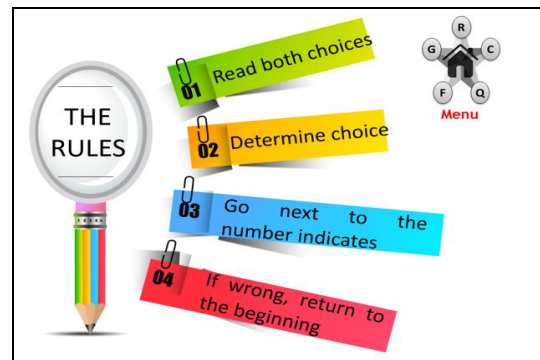 THE
RULES
01
Read both choices
02
Determine choice
03
Go next to the
number indicates
04
If wrong, return to
the beginning
R
G
C
F
Q
Menu